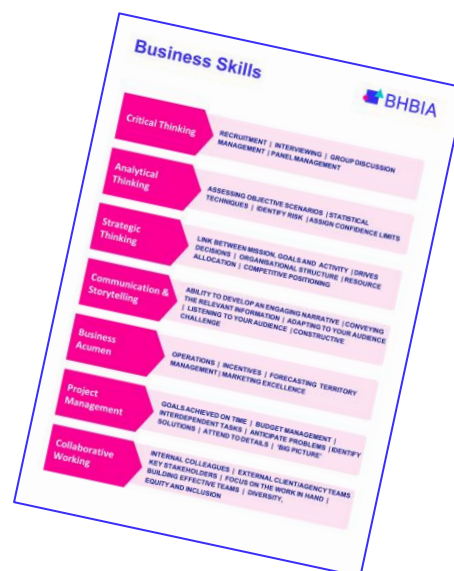 Business Skills
BHBIA
Critical Thinking
RECRUITMENT | INTERVIEWING | GROUP DISCUSSION
MANAGEMENT | PANEL MANAGEMENT
Analytical
Thinking
ASSESSING OBJECTIVE SCENARIOS | STATISTICAL
TECHNIQUES | IDENTIFY RISK | ASSIGN CONFIDENCE LIMITS
Strategic
Thinking
LINK BETWEEN MISSION, GOALS AND ACTIVITY | DRIVES
DECISIONS | ORGANISATIONAL STRUCTURE | RESOURCE
ALLOCATION | COMPETITIVE POSITIONING
Communication &
Storytelling
ABILITY TO DEVELOP AN ENGAGING NARRATIVE | CONVEYING
THE RELEVANT INFORMATION | ADAPTING TO YOUR AUDIENCE
| LISTENING TO YOUR AUDIENCE | CONSTRUCTIVE
CHALLENGE
Business
Acumen
OPERATIONS | INCENTIVES | FORECASTING TERRITORY
MANAGEMENT | MARKETING EXCELLENCE
Project
Management
GOALS ACHIEVED ON TIME | BUDGET MANAGEMENT |
INTERDEPENDENT TASKS | ANTICIPATE PROBLEMS | IDENTIFY
SOLUTIONS | ATTEND TO DETAILS | 'BIG PICTURE'
Collaborative
Working
INTERNAL COLLEAGUES | EXTERNAL CLIENT/AGENCY TEAMS
KEY STAKEHOLDERS | FOCUS ON THE WORK IN HAND |
BUILDING EFFECTIVE TEAMS | DIVERSITY,
EQUITY AND INCLUSION